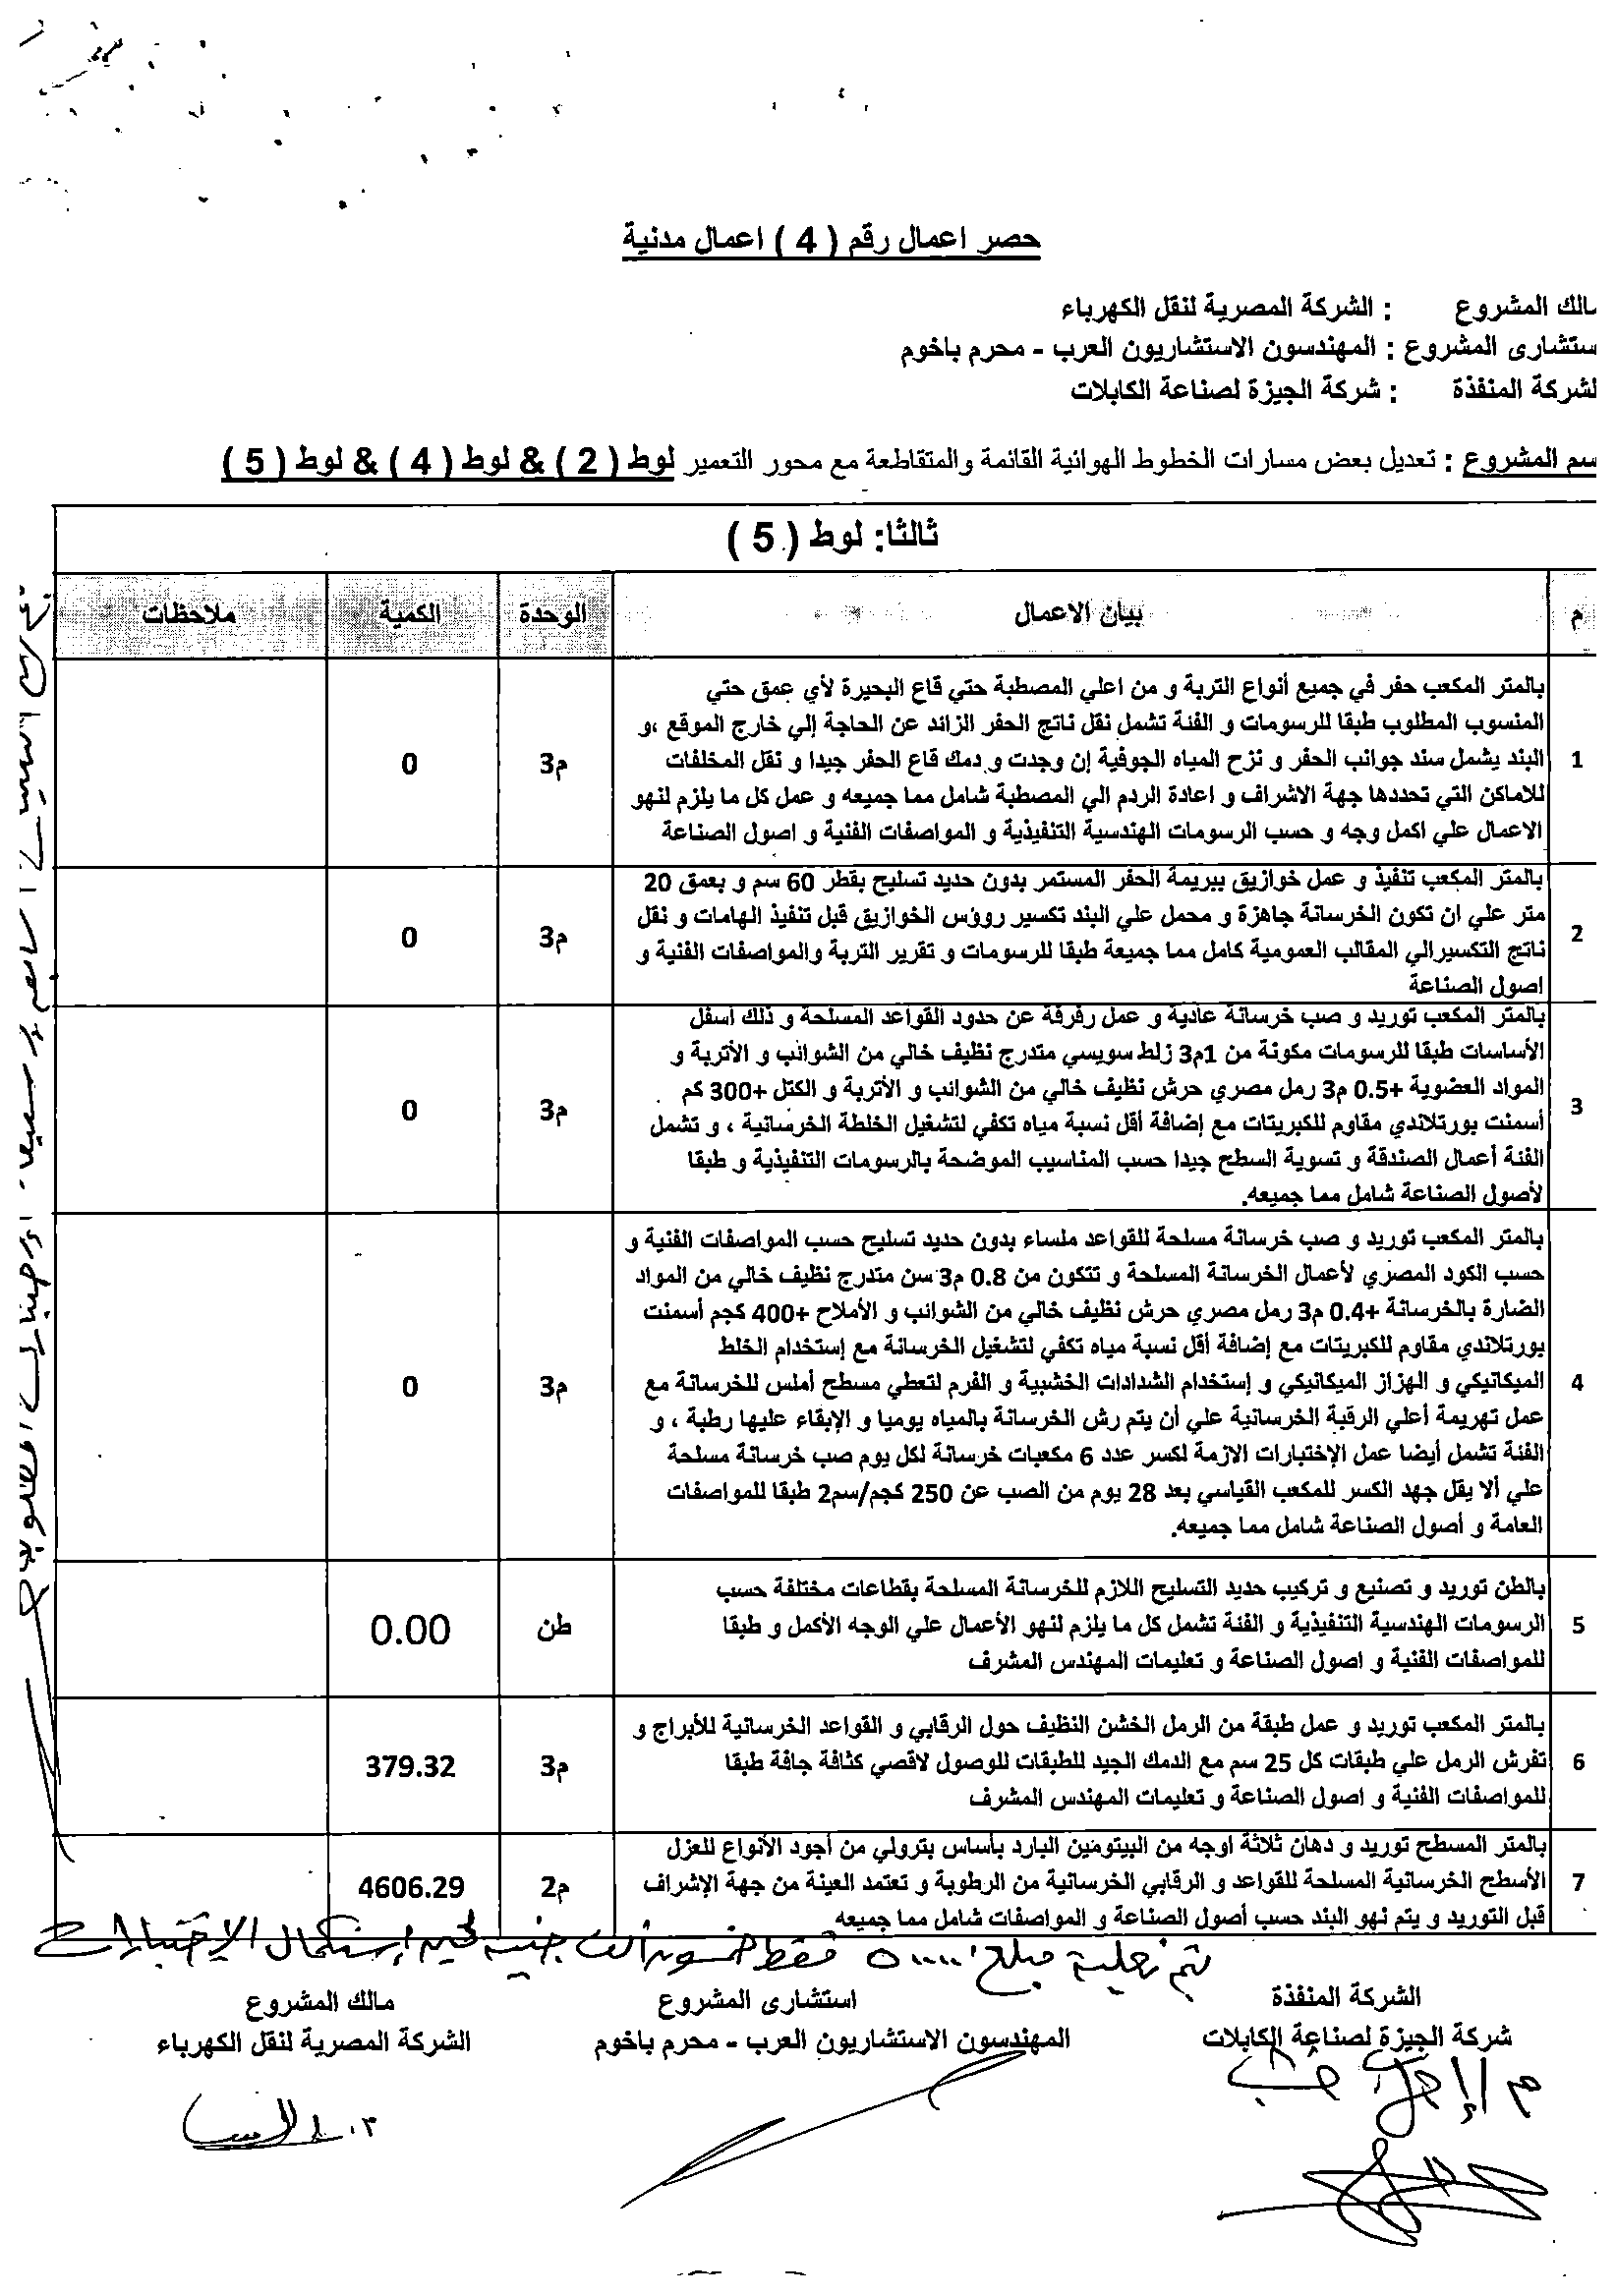 حصر اعمال رقم ( 4 ) اعمال مدنية
مالك المشروع : الشركة المصرية لنقل الكهرباء
ستشارى المشروع : المهندسون الاستشاريون العرب - محرم باخوم
لشركة المنفذة : شركة الجيزة لصناعة الكابلات
سم المشروع : تعديل بعض مسارات الخطوط الهوائية القائمة والمتقاطعة مع محور التعمير لوط ( 2 ) & لوط ( 4 ) & لوط ( 5 )
ثالثا: لوط ( 5 )
م بيان الاعمال الوحدة الكمية ملاحظات
بالمتر المكعب حفر في جميع أنواع التربة و من اعلي المصطبة حتي قاع البحيرة لأي عمق حتي
المنسوب المطلوب طبقا للرسومات و الفئة تشمل نقل ناتج الحفر الزائد عن الحاجة إلي خارج الموقع ،و
1 البند يشمل سند جوانب الحفر و نزح المياه الجوفية إن وجدت و دمك قاع الحفر جيدا و نقل المخلفات م3 0
للاماكن التي تحددها جهة الاشراف و اعادة الردم الي المصطبة شامل مما جميعه و عمل كل ما يلزم لنهو
الاعمال علي اكمل وجه و حسب الرسومات الهندسية التنفيذية و المواصفات الفنية و اصول الصناعة
بالمتر المكعب تنفيذ و عمل خوازيق ببريمة الحفر المستمر بدون حديد تسليح بقطر 60 سم و بعمق 20
متر علي ان تكون الخرسانة جاهزة و محمل علي البند تكسير رووس الخوازيق قبل تنفيذ الهامات و نقل
2 ناتج التكسيرالي المقالب العمومية كامل مما جميعة طبقا للرسومات و تقرير التربة والمواصفات الفنية و م3 0
اصول الصناعة
بالمتر المكعب توريد و صب خرسانة عادية و عمل رفرفة عن حدود القواعد المسلحة و ذلك أسفل
الأساسات طبقا للرسومات مكونة من 1م3 زلط سويسي متدرج نظيف خالي من الشوائب و الأتربة و
المواد العضوية +0.5 م3 رمل مصري حرش نظيف خالي من الشوائب و الأتربة و الكتل +300 كم
3 أسمنت بورتلاندي مقاوم للكبريتات مع إضافة أقل نسبة مياه تكفي لتشغيل الخلطة الخرسانية ، و تشمل م3 0
الفئة أعمال الصندقة و تسوية السطح جيدا حسب المناسيب الموضحة بالرسومات التنفيذية و طبقا
لأصول الصناعة شامل مما جميعه.
بالمتر المكعب توريد و صب خرسانة مسلحة للقواعد ملساء بدون حديد تسليح حسب المواصفات الفنية و
حسب الكود المصري لأعمال الخرسانة المسلحة و تتكون من 0.8 م3 سن متدرج نظيف خالي من المواد
الضارة بالخرسانة +0.4 م3 رمل مصري حرش نظيف خالي من الشوائب و الأملاح +400 كجم أسمنت
بورتلاندي مقاوم للكبريتات مع إضافة أقل نسبة مياه تكفي لتشغيل الخرسانة مع إستخدام الخلط
4 الميكانيكي و الهزاز الميكانيكي و إستخدام الشدادات الخشبية و الفرم لتعطي مسطح أملس للخرسانة مع م3 0
عمل تهريمة أعلي الرقبة الخرسانية علي أن يتم رش الخرسانة بالمياه يوميا و الإبقاء عليها رطبة ، و
الفئة تشمل أيضا عمل الإختبارات الازمة لكسر عدد 6 مكعبات خرسانة لكل يوم صب خرسانة مسلحة
علي ألا يقل جهد الكسر للمكعب القياسي بعد 28 يوم من الصب عن 250 كجم/سم2 طبقا للمواصفات
العامة و أصول الصناعة شامل مما جميعه.
بالطن توريد و تصنيع و تركيب حديد التسليح اللازم للخرسانة المسلحة بقطاعات مختلفة حسب
5 الرسومات الهندسية التنفيذية و الفئة تشمل كل ما يلزم لنهو الأعمال علي الوجه الأكمل و طبقا طن 0.00
للمواصفات الفنية و اصول الصناعة و تعليمات المهندس المشرف
بالمتر المكعب توريد و عمل طبقة من الرمل الخشن النظيف حول الرقابي و القواعد الخرسانية للأبراج و
6 تفرش الرمل علي طبقات كل 25 سم مع الدمك الجيد للطبقات للوصول لاقصي كثافة جافة طبقا م3 379.32
للمواصفات الفنية و اصول الصناعة و تعليمات المهندس المشرف
بالمتر المسطح توريد و دهان ثلاثة اوجه من البيتومين البارد بأساس بترولي من أجود الأنواع للعزل
7 الأسطح الخرسانية المسلحة للقواعد و الرقابي الخرسانية من الرطوبة و تعتمد العينة من جهة الإشراف م2 4606.29
قبل التوريد و يتم نهو البند حسب أصول الصناعة و المواصفات شامل مما جميعه
يتم تعلية مبلغ ٥٠٠٠٠ فقط خمسون ألف جنيه لحين إستكمال الاختبارات
الشركة المنفذة استشارى المشروع مالك المشروع
شركة الجيزة لصناعة الكابلات المهندسون الاستشاريون العرب - محرم باخوم الشركة المصرية لنقل الكهرباء